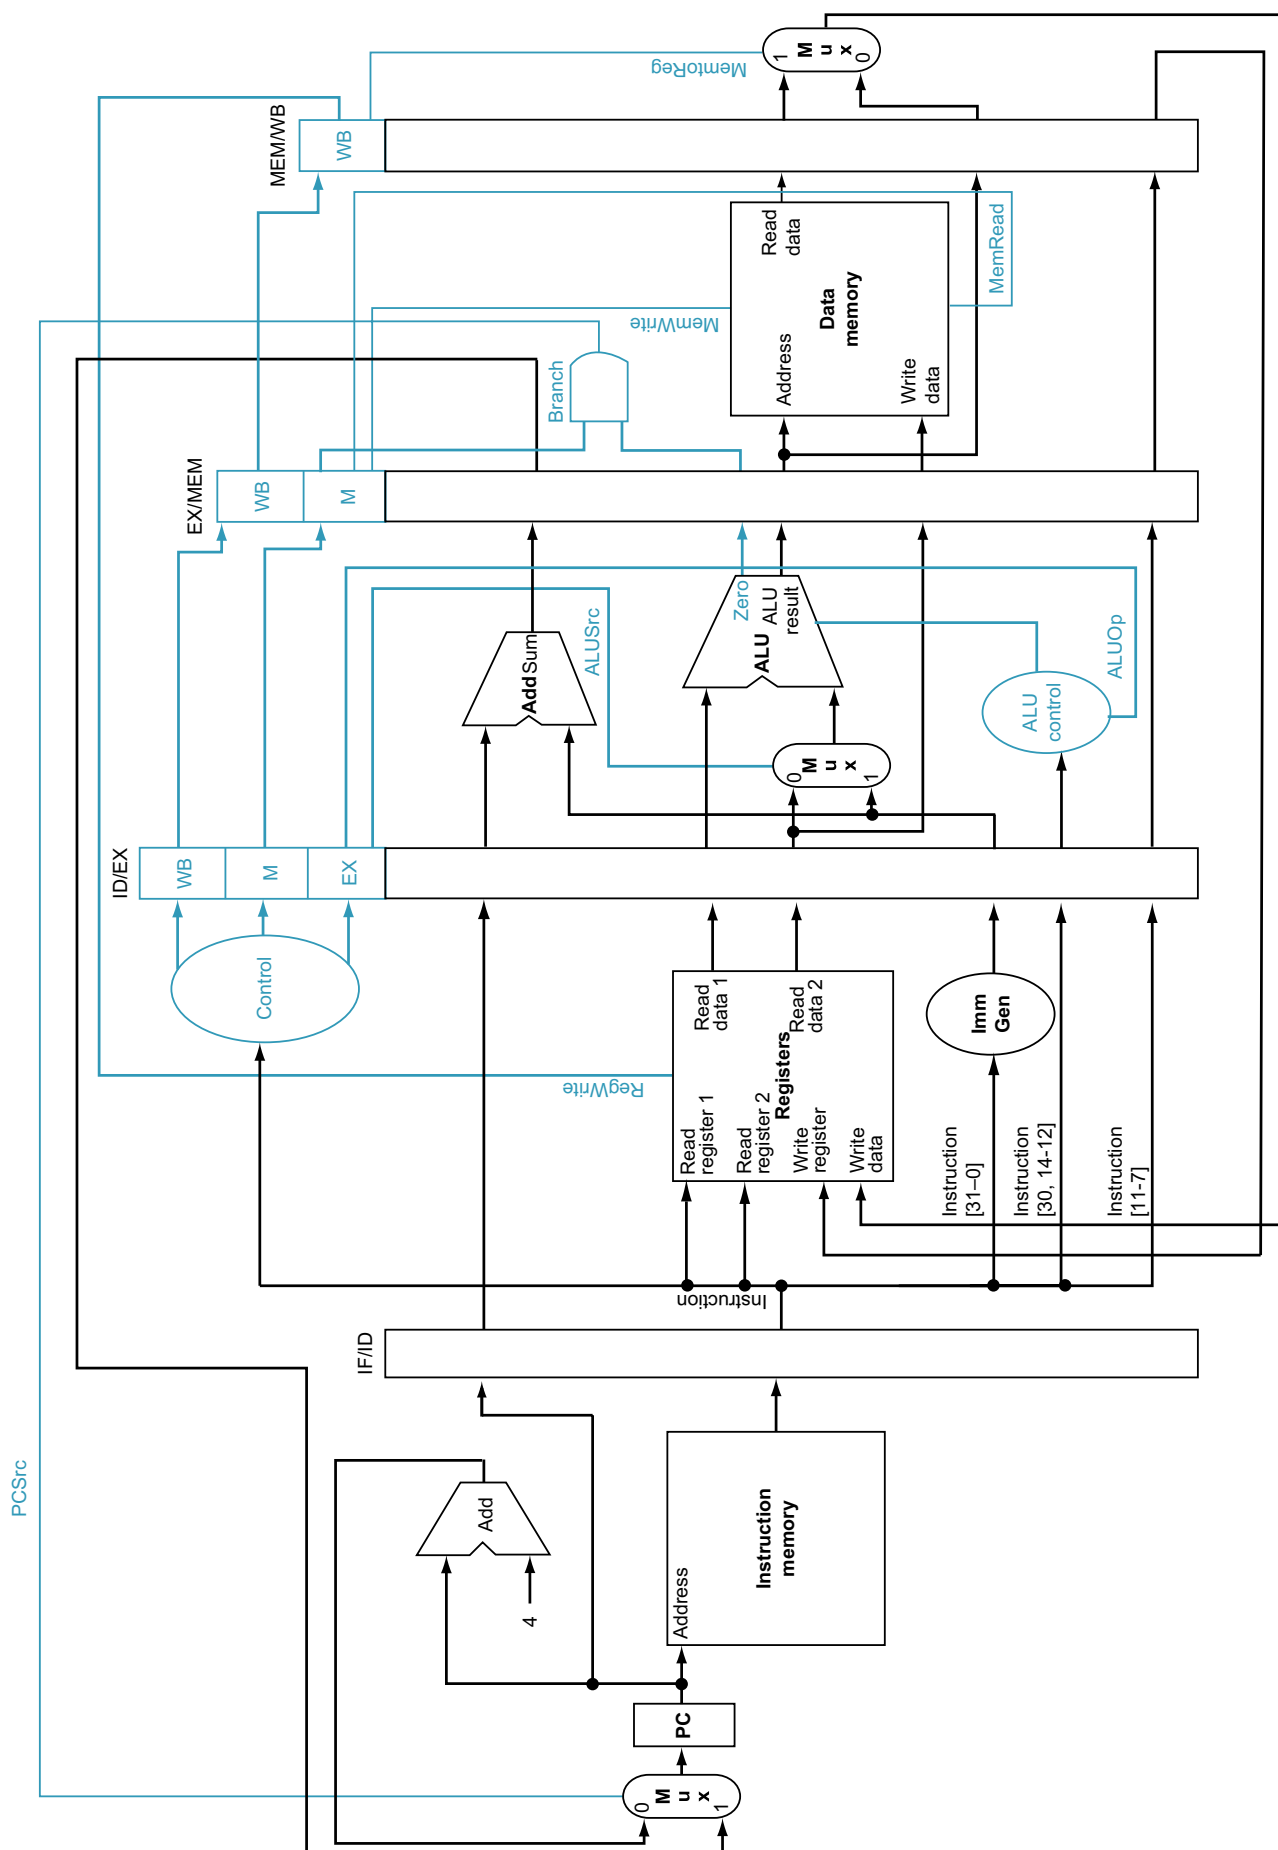 PCSrc
IF/ID
ID/EX
EX/MEM
MEM/WB
Control
WB
M
EX
WB
M
WB
Add
4
Add Sum
ALUSrc
Branch
RegWrite
MemWrite
MemtoReg
0
M
u
x
1
PC
Address
Instruction
memory
Instruction
Read
register 1
Read
register 2
Write
register
Write
data
Registers
Read
data 1
Read
data 2
0
M
u
x
1
Zero
ALU
ALU
result
Address
Write
data
Data
memory
Read
data
1
M
u
x
0
Instruction
[31–0]
Imm
Gen
Instruction
[30, 14-12]
ALU
control
MemRead
Instruction
[11-7]
ALUOp